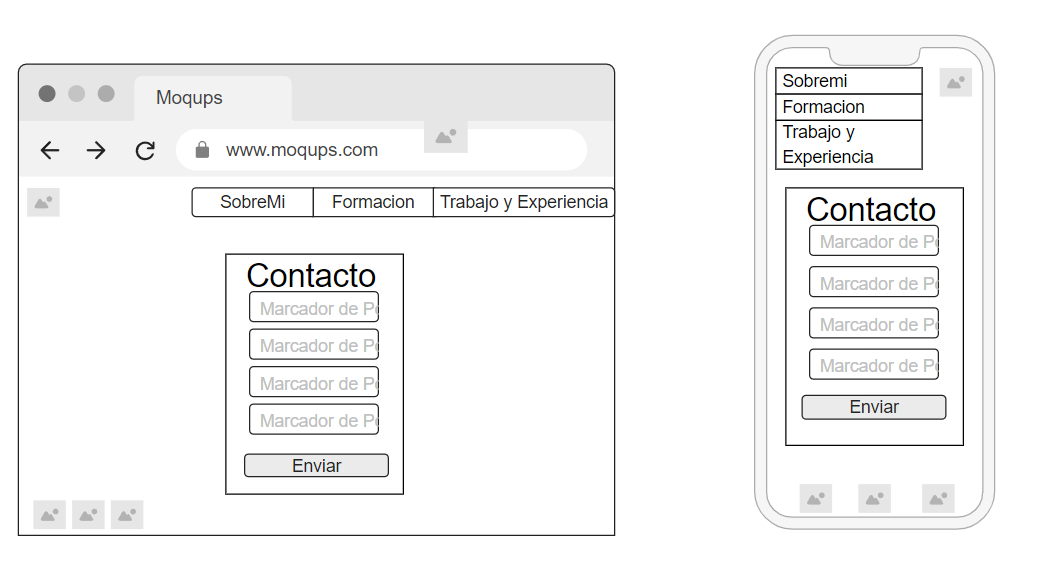 Moqups
www.moqups.com
SobreMi Formacion Trabajo y Experiencia
Contacto
Marcador de Po
Marcador de Po
Marcador de Po
Marcador de Po
Enviar
Sobremi
Formacion
Trabajo y
Experiencia
Contacto
Marcador de Po
Marcador de Po
Marcador de Po
Marcador de Po
Enviar